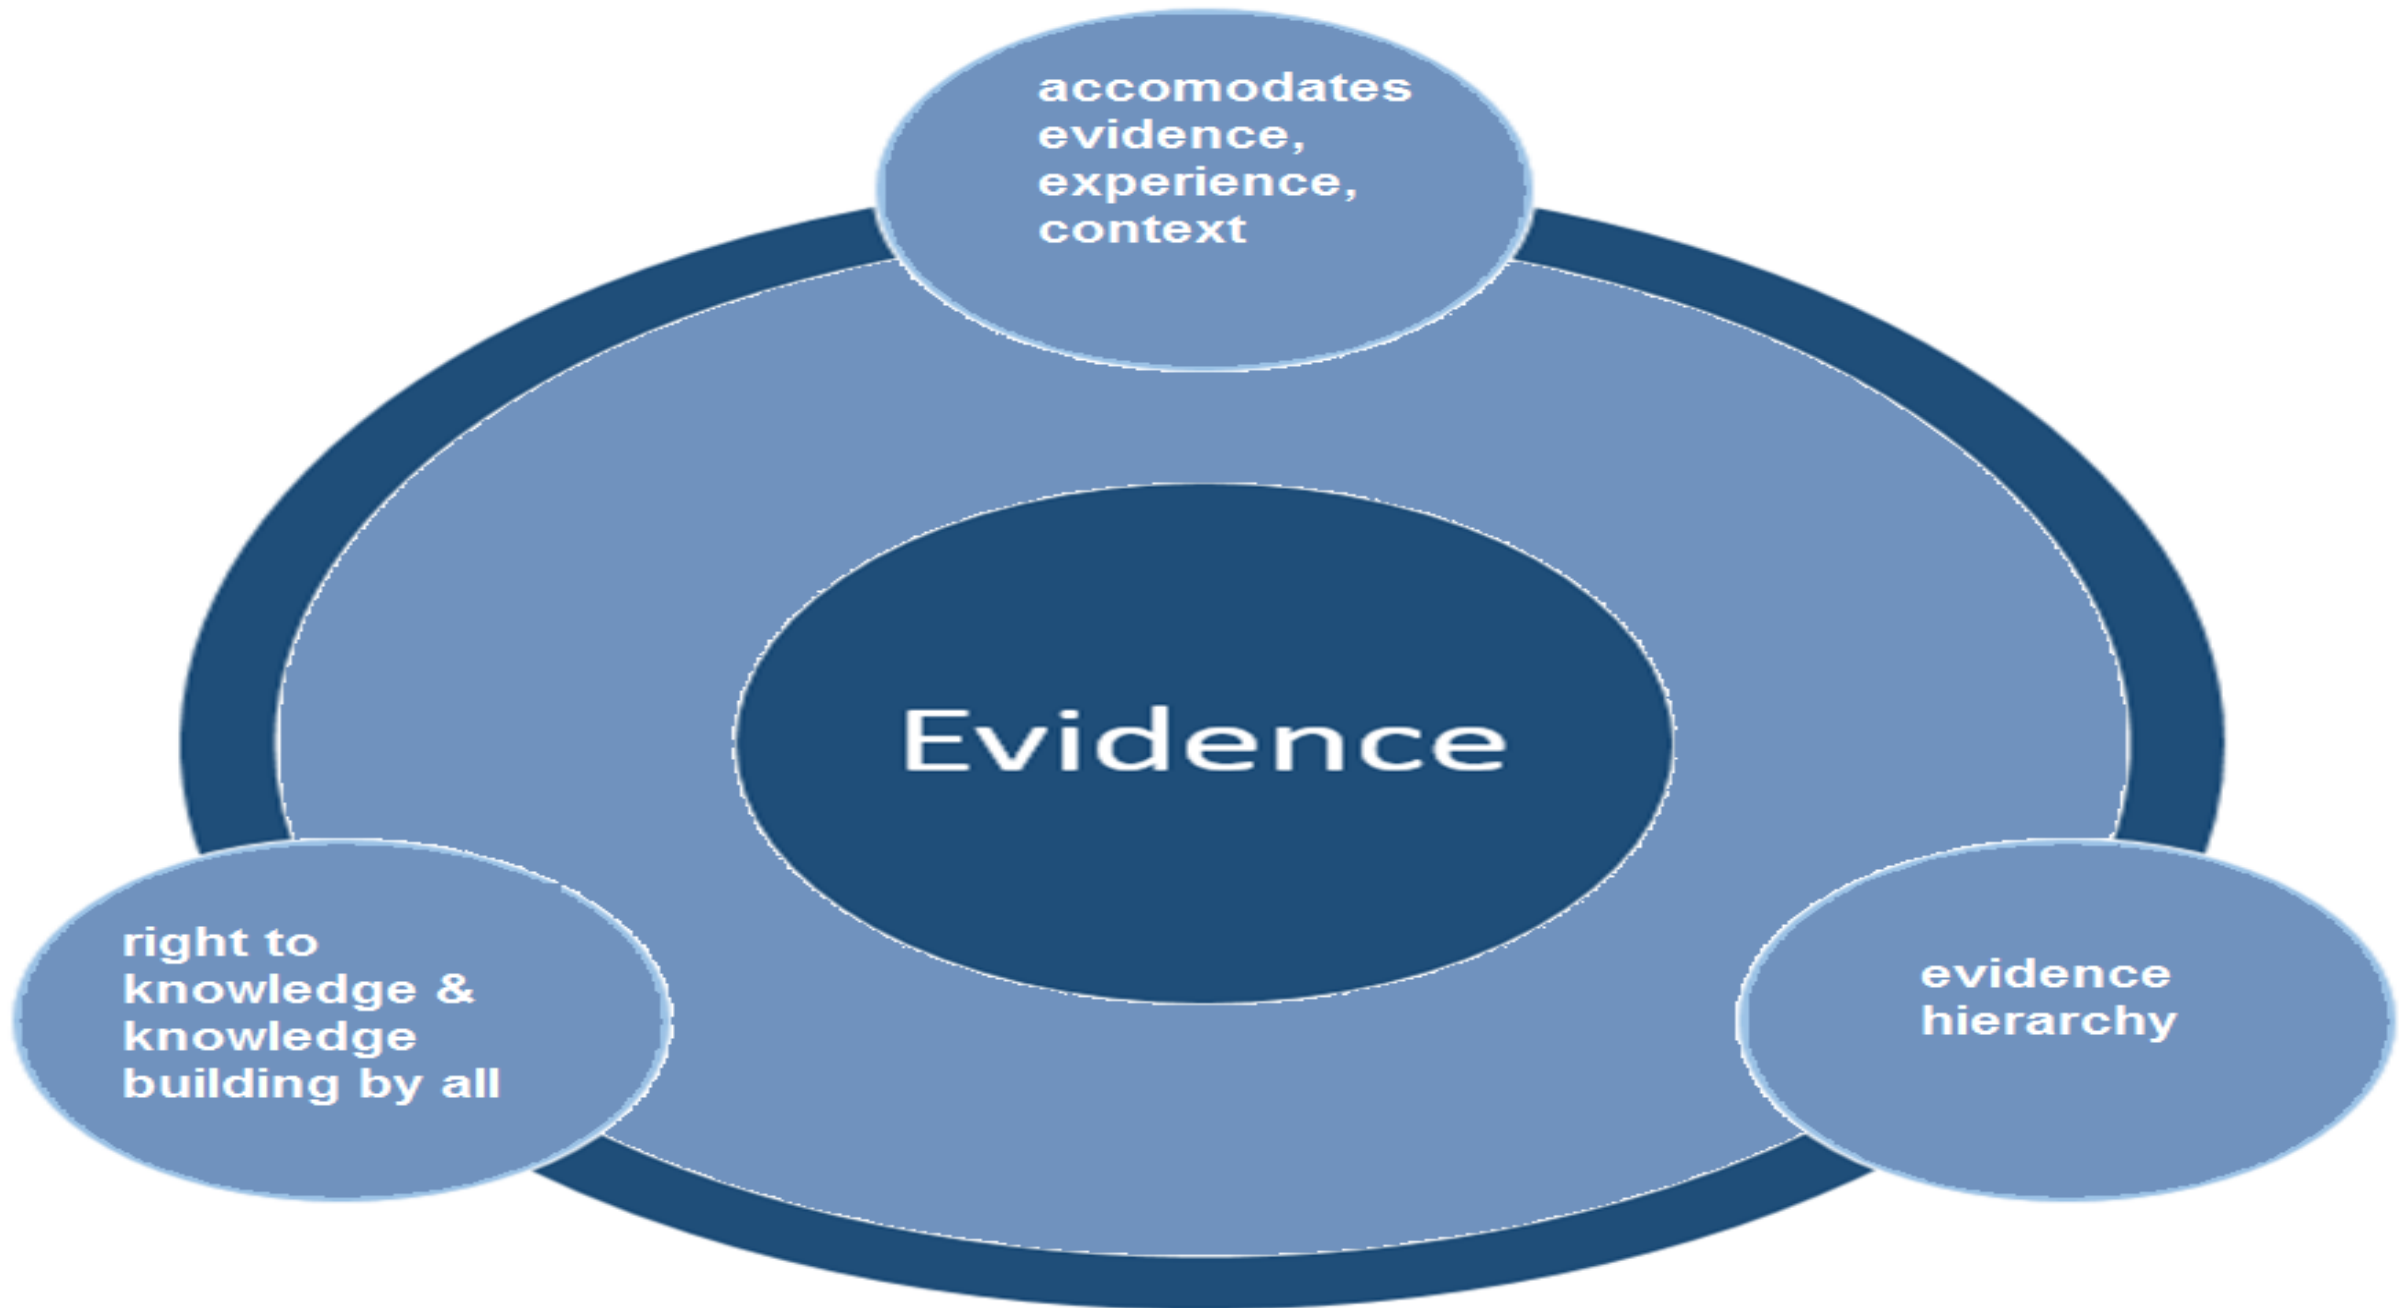 accomodates
evidence,
experience,
context
Evidence
right to
knowledge &
knowledge
building by all
evidence
hierarchy